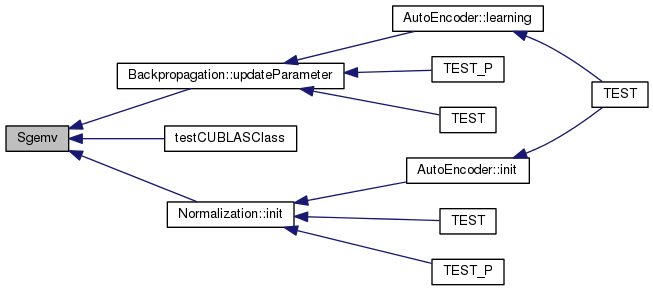 Sgemv
Backpropagation::updateParameter
testCUBLASClass
Normalization::init
AutoEncoder::learning
TEST_P
TEST
AutoEncoder::init
TEST
TEST_P
TEST